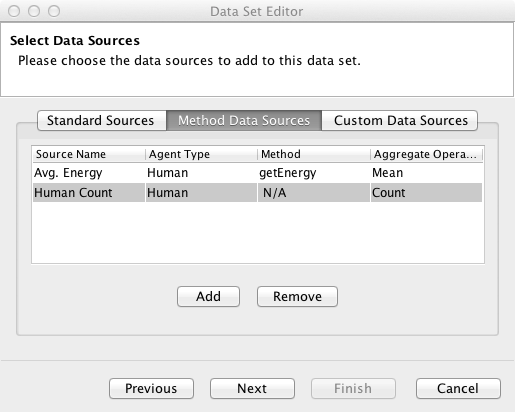 Data Set Editor
Select Data Sources
Please choose the data sources to add to this data set.
Standard Sources Method Data Sources Custom Data Sources
Source Name Agent Type Method Aggregate Opera...
Avg. Energy Human getEnergy Mean
Human Count Human N/A Count
Add Remove
Previous Next Finish Cancel